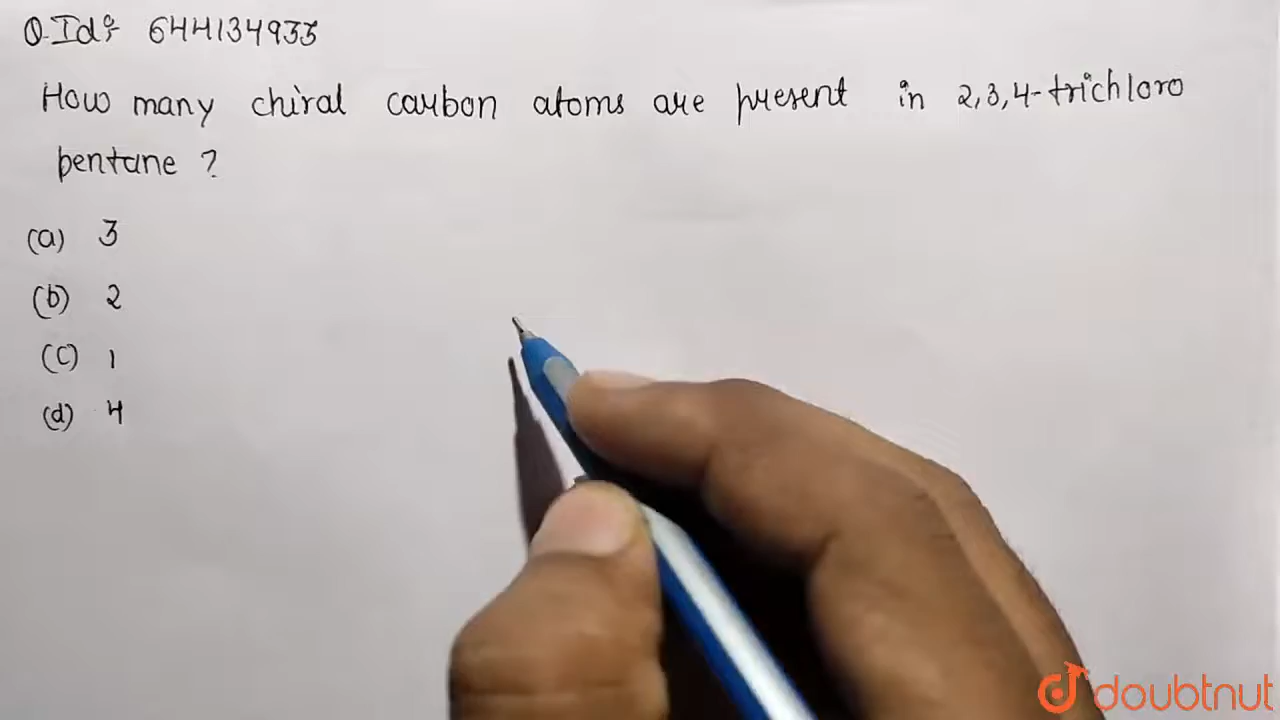 Q.Id:- 644134933
How many chiral carbon atoms are present in 2,3,4-trichloro
pentane ?
(a) 3
(b) 2
(c) 1
(d) 4
doubtnut